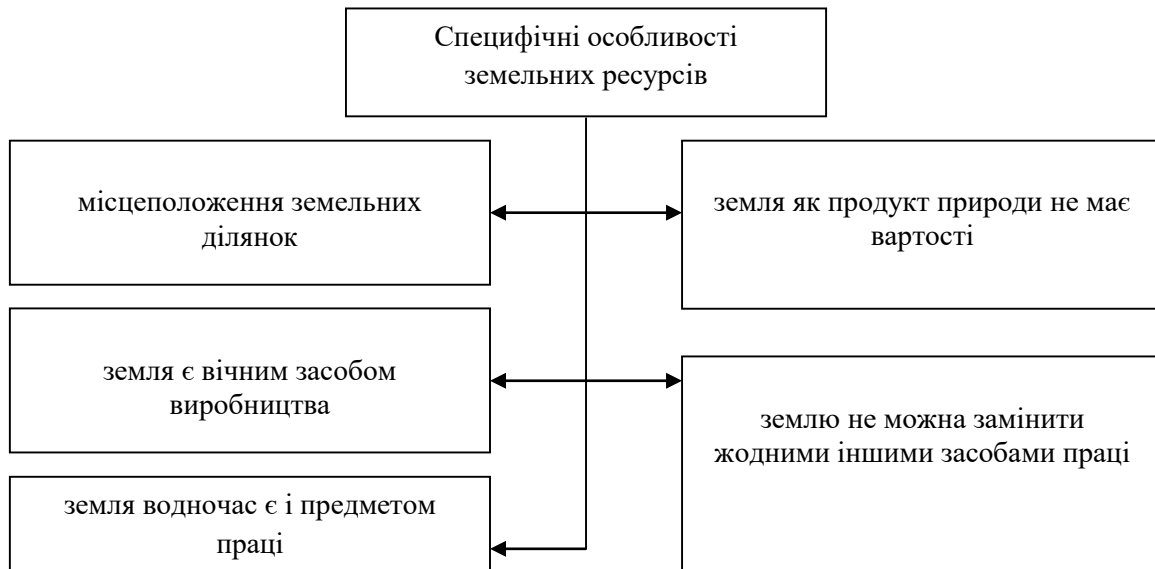 Специфічні особливості
земельних ресурсів
місцеположення земельних
ділянок
земля як продукт природи не має
вартості
земля є вічним засобом
виробництва
землю не можна замінити
жодними іншими засобами праці
земля водночас є і предметом
праці